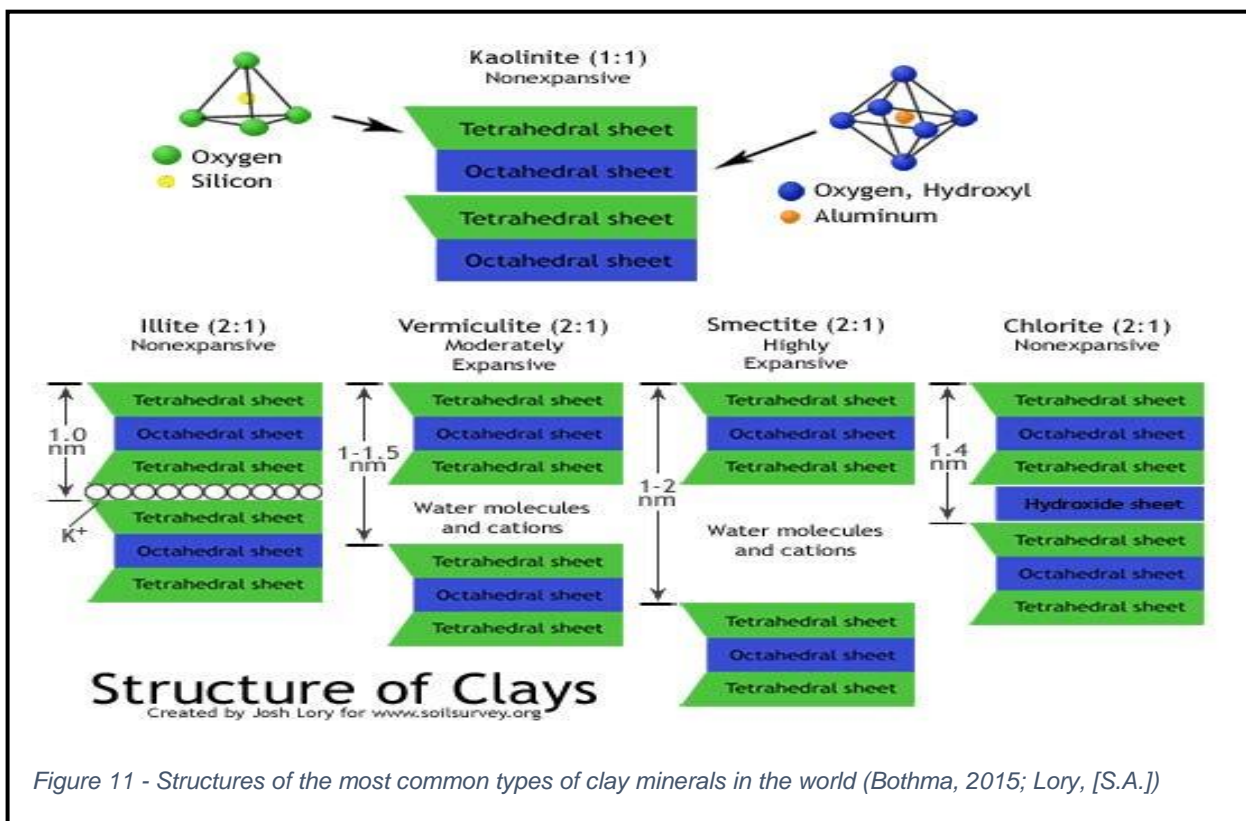 Kaolinite (1:1)
Nonexpansive
Tetrahedral sheet
Octahedral sheet
Tetrahedral sheet
Octahedral sheet
Oxygen
Silicon
Oxygen, Hydroxyl
Aluminum
Illite (2:1)
Nonexpansive
1.0
nm
Tetrahedral sheet
Octahedral sheet
Tetrahedral sheet
K+
Tetrahedral sheet
Octahedral sheet
Tetrahedral sheet
Vermiculite (2:1)
Moderately
Expansive
1-1.5
nm
Tetrahedral sheet
Octahedral sheet
Tetrahedral sheet
Water molecules
and cations
Tetrahedral sheet
Octahedral sheet
Tetrahedral sheet
Smectite (2:1)
Highly
Expansive
1-2
nm
Tetrahedral sheet
Octahedral sheet
Tetrahedral sheet
Water molecules
and cations
Tetrahedral sheet
Octahedral sheet
Tetrahedral sheet
Chlorite (2:1)
Nonexpansive
1.4
nm
Tetrahedral sheet
Octahedral sheet
Tetrahedral sheet
Hydroxide sheet
Tetrahedral sheet
Octahedral sheet
Tetrahedral sheet
Structure of Clays
Created by Josh Lory for www.soilsurvey.org
Figure 11 - Structures of the most common types of clay minerals in the world (Bothma, 2015; Lory, [S.A.])